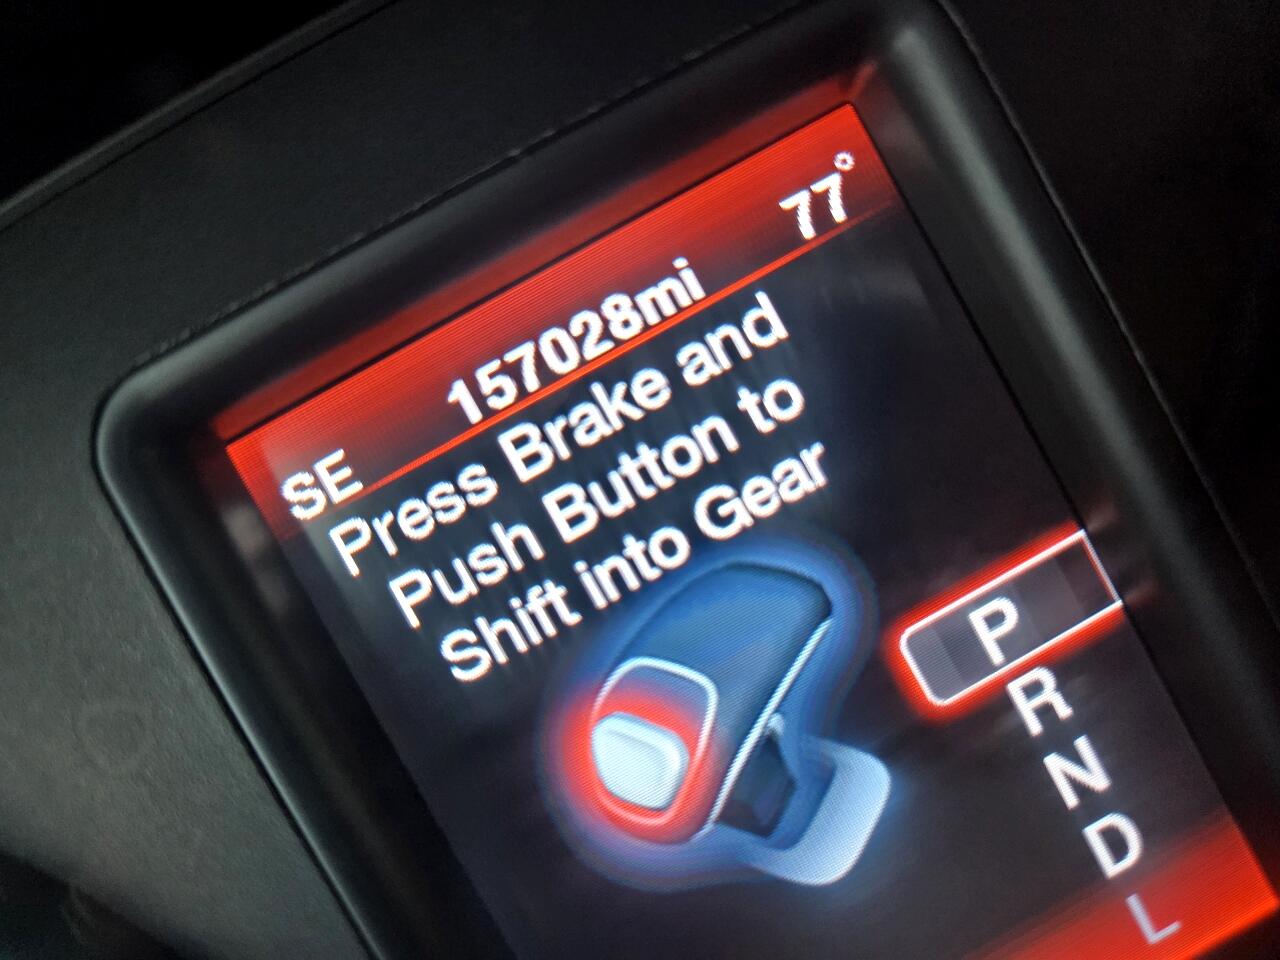 SE 157028mi 77°
Press Brake and
Push Button to
Shift into Gear
P
R
N
D
L